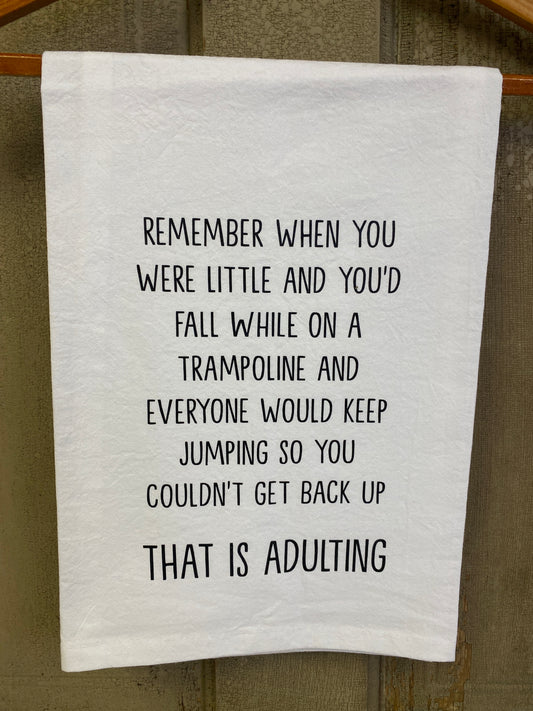 REMEMBER WHEN YOU
WERE LITTLE AND YOU'D
FALL WHILE ON A
TRAMPOLINE AND
EVERYONE WOULD KEEP
JUMPING SO YOU
COULDN'T GET BACK UP
THAT IS ADULTING